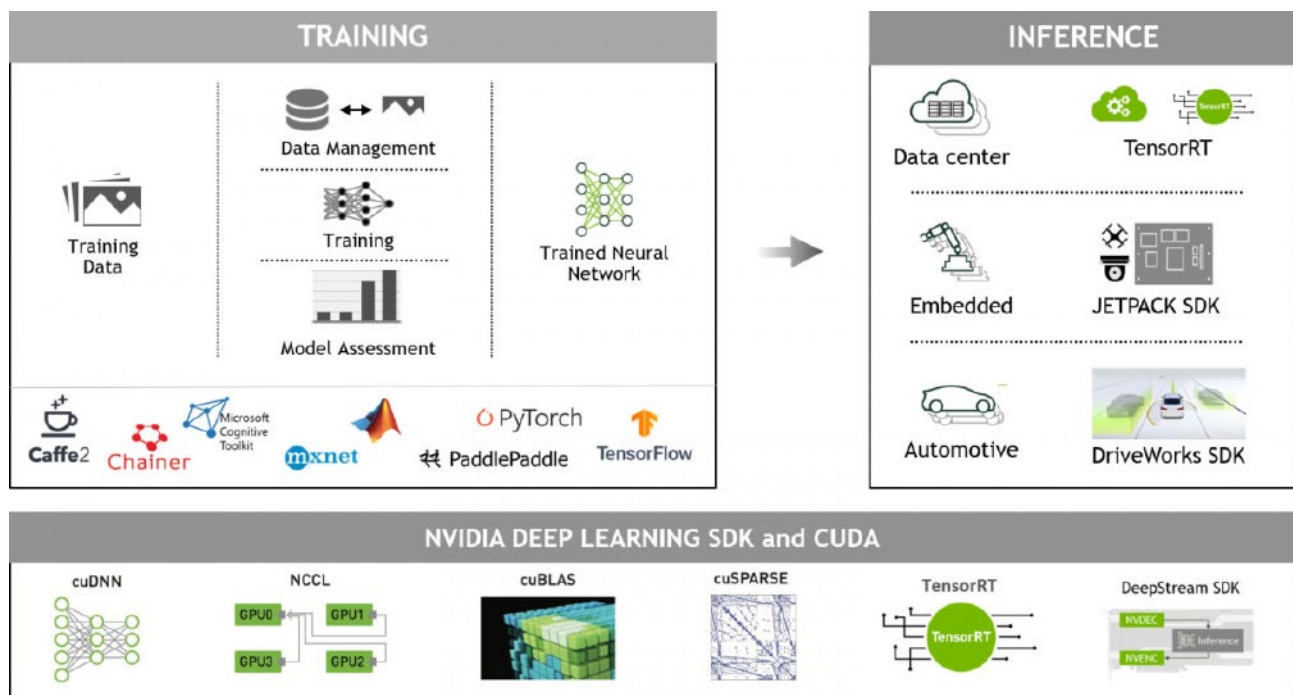 TRAINING
Training
Data
Data Management
Training
Model Assessment
Trained Neural
Network
Caffe2
Chainer
Microsoft
Cognitive
Toolkit
mxnet
PyTorch
PaddlePaddle
TensorFlow
INFERENCE
Data center
TensorRT
TensorRT
Embedded
JETPACK SDK
Automotive
DriveWorks SDK
NVIDIA DEEP LEARNING SDK and CUDA
cuDNN
NCCL
GPU0
GPU1
GPU3
GPU2
cuBLAS
cuSPARSE
TensorRT
TensorRT
DeepStream SDK
NVDEC
Inference
NVENC